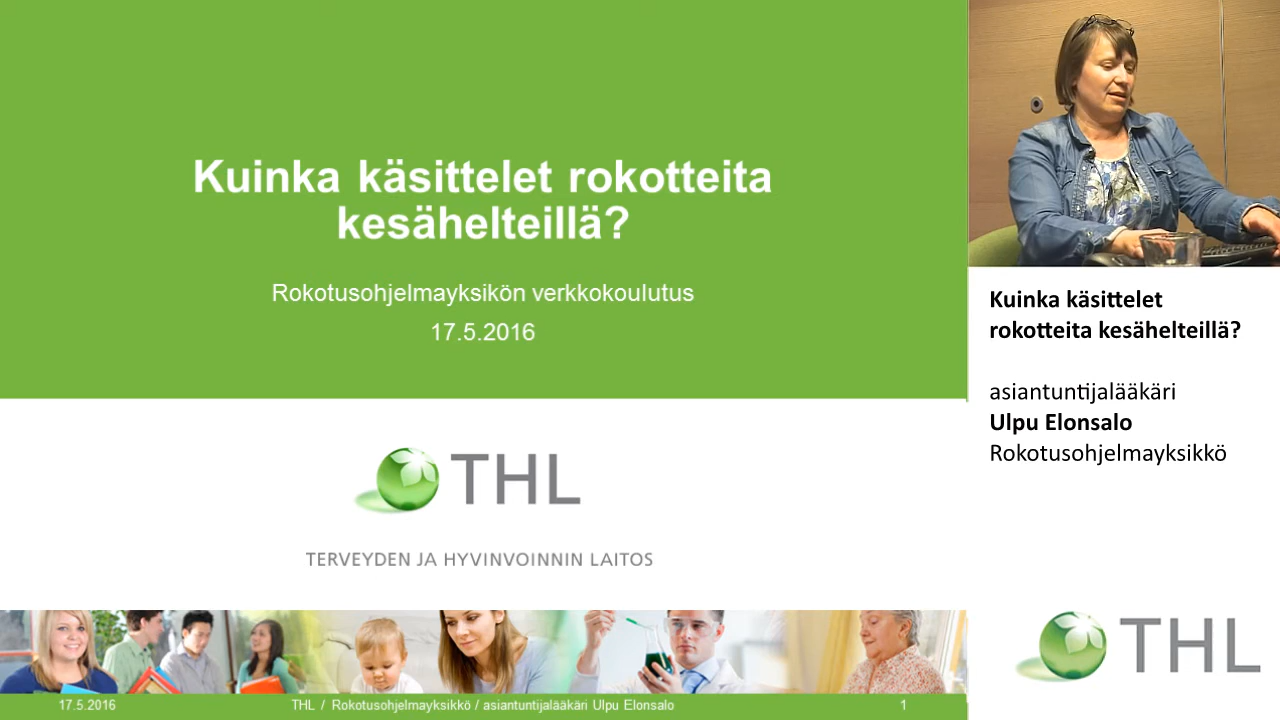 Kuinka käsittelet rokotteita
kesähelteillä?
Rokotusohjelmayksikön verkkokoulutus
17.5.2016
THL
TERVEYDEN JA HYVINVOINNIN LAITOS
17.5.2016
THL / Rokotusohjelmayksikkö / asiantuntijalääkäri Ulpu Elonsalo
1
Kuinka käsittelet
rokotteita kesähelteillä?
asiantuntijalääkäri
Ulpu Elonsalo
Rokotusohjelmayksikkö
THL